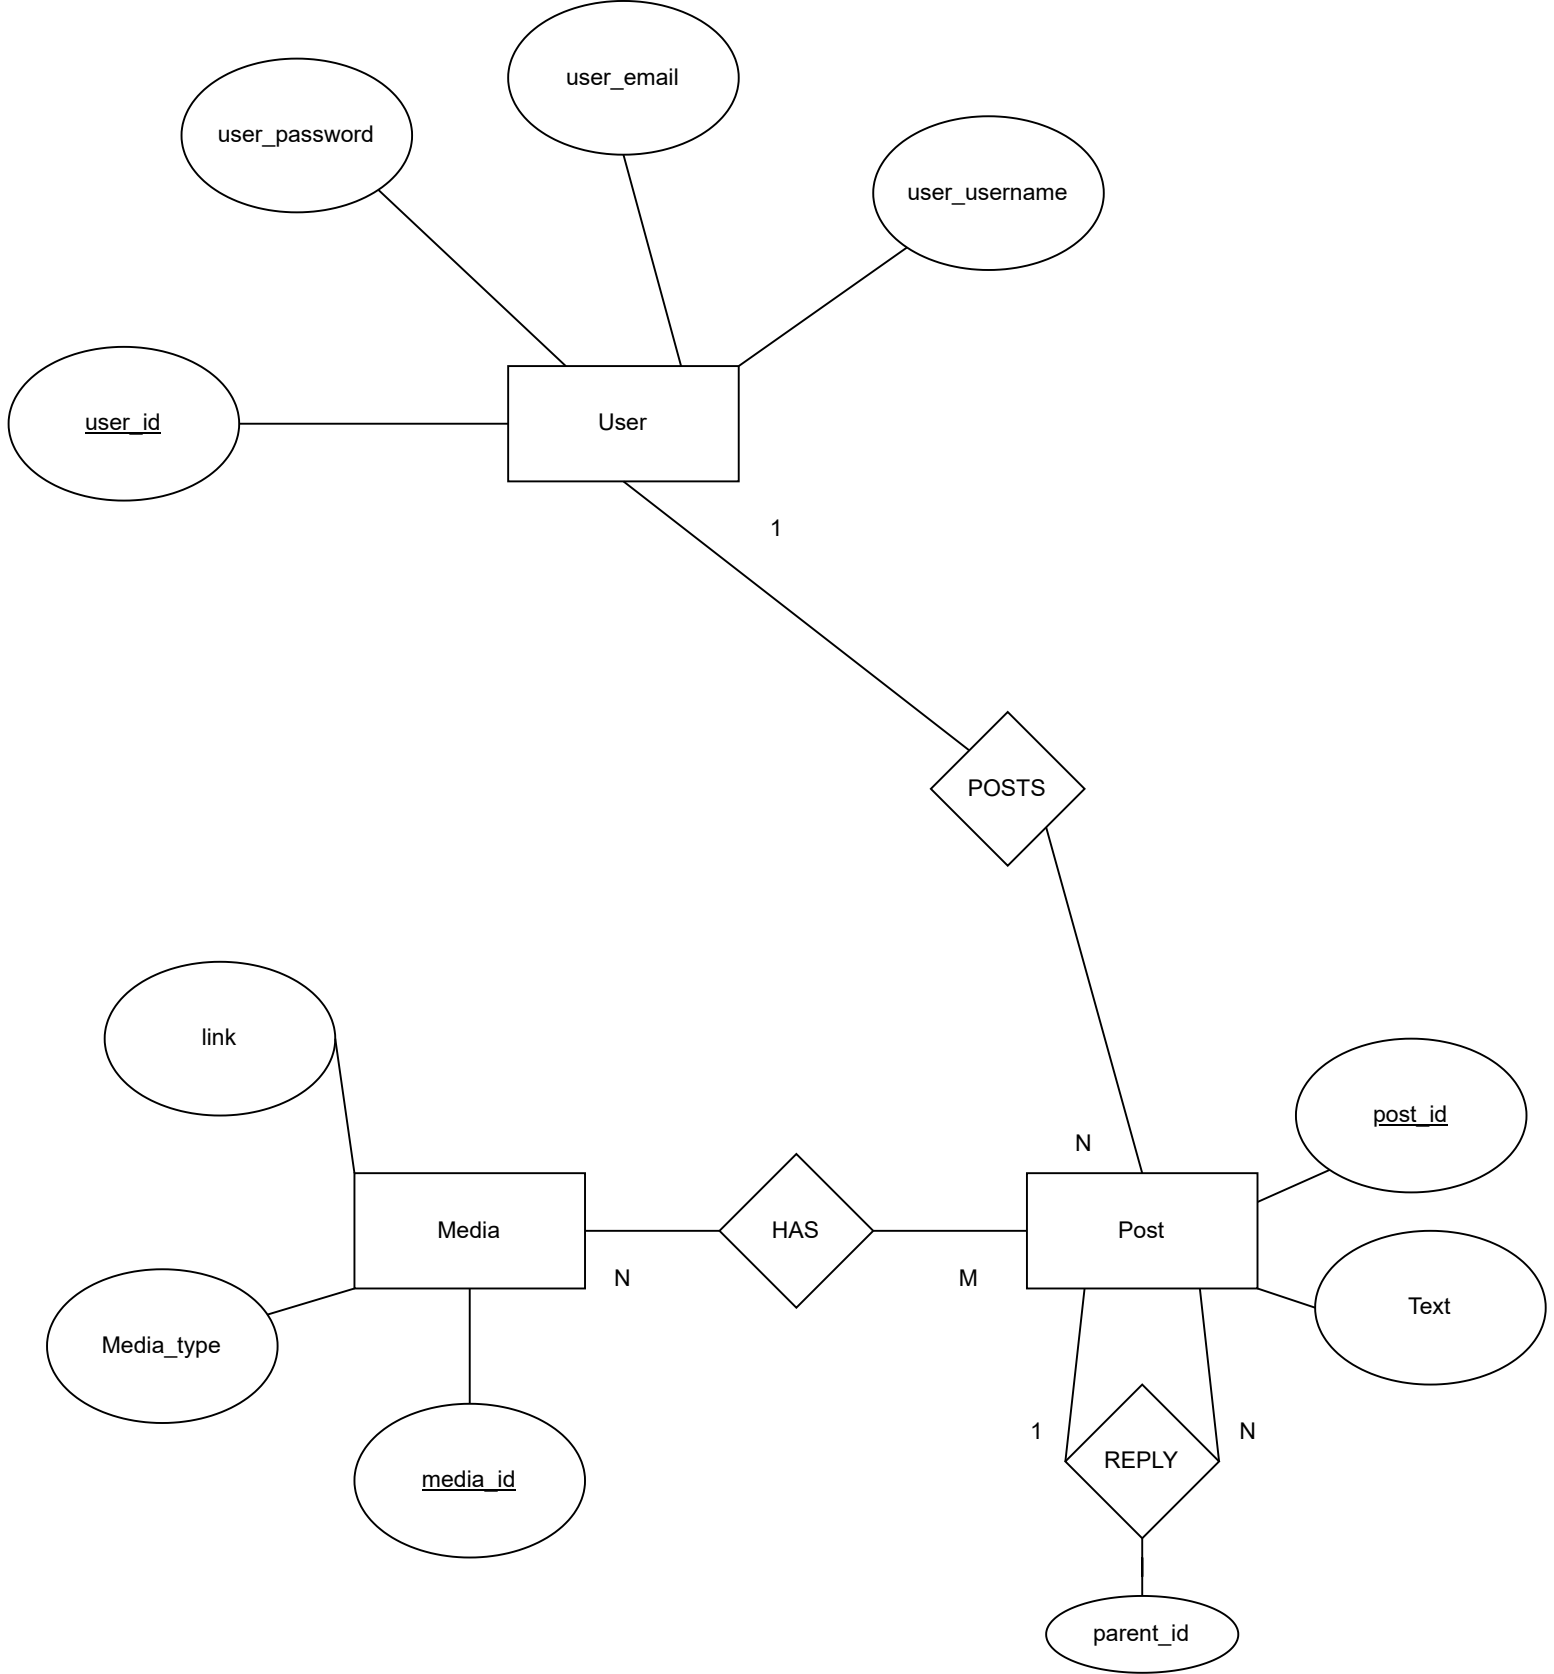 user_email
user_password
user_username
user_id
User
1
POSTS
link
post_id
N
Media
HAS
Post
N
M
Text
Media_type
1
N
REPLY
media_id
parent_id